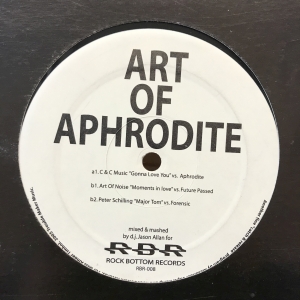 ART
OF
APHRODITE
a1. C & C Music "Gonna Love You" vs. Aphrodite
b1. Art Of Noise "Moments in love" vs. Future Passed
b2. Peter Schilling "Major Tom" vs. Forensic
mixed & mashed
by d.j. Jason Allan for
RBR
ROCK BOTTOM RECORDS
RBR-008